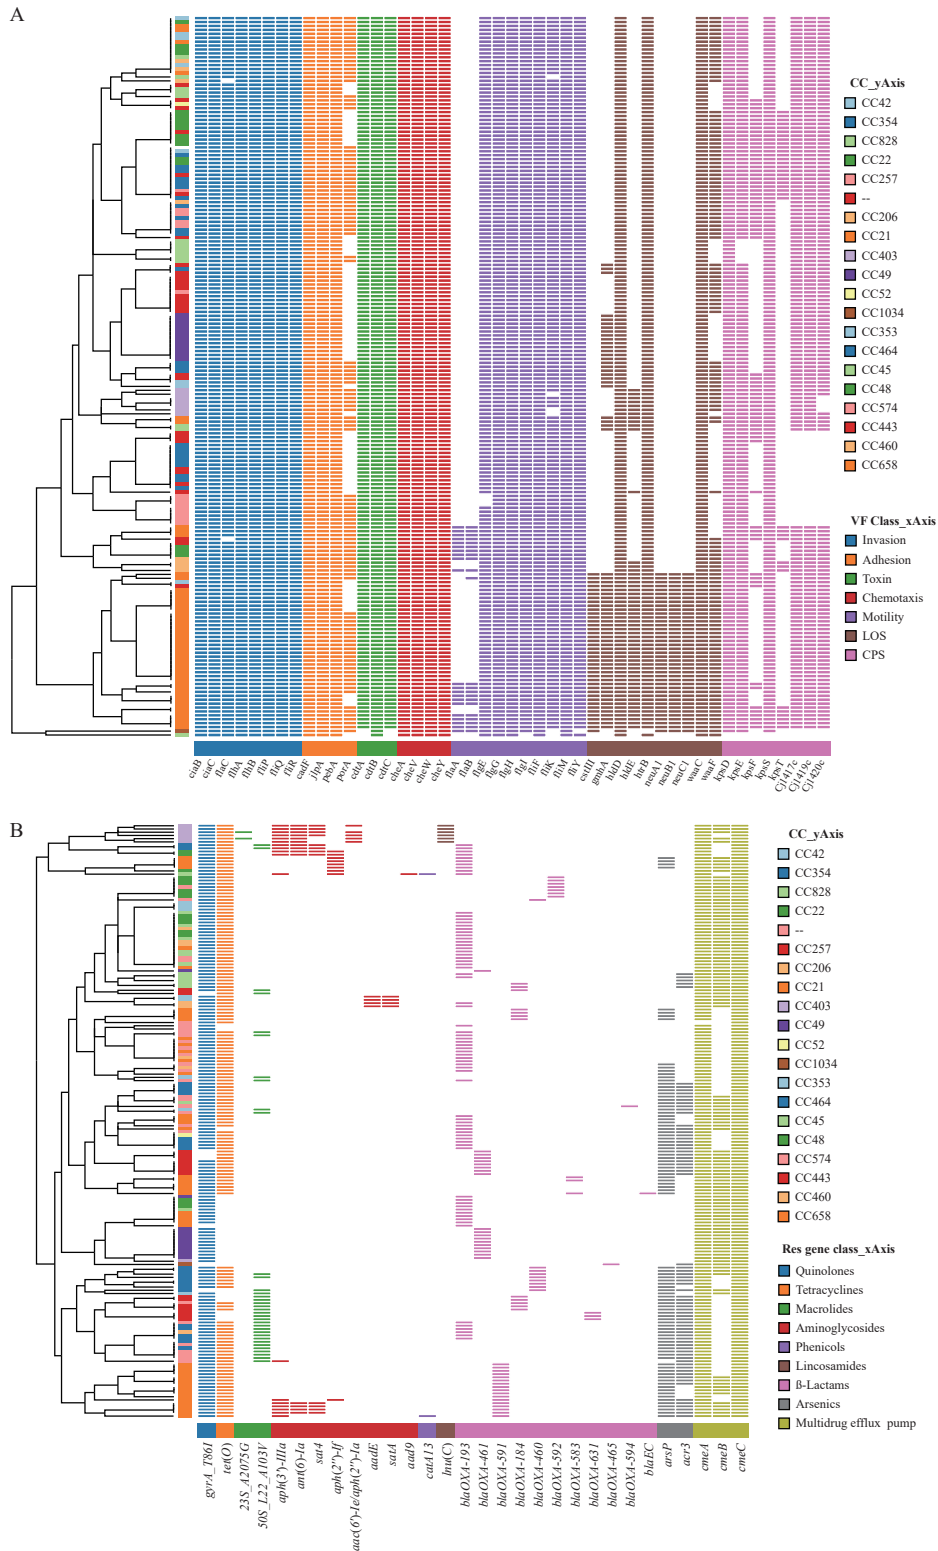 A
CC_yAxis
CC42
CC354
CC828
CC22
CC257
--
CC206
CC21
CC403
CC49
CC52
CC1034
CC353
CC464
CC45
CC48
CC574
CC443
CC460
CC658
VF Class_xAxis
Invasion
Adhesion
Toxin
Chemotaxis
Motility
LOS
CPS
ciaB
ciaC
flaC
flhA
flhB
fliP
fliQ
fliR
cadF
jlpA
pebA
porA
cdtA
cdtB
cdtC
cheA
cheV
cheW
cheY
flaA
flaB
flgE
flgG
flgH
flgI
fliF
fliK
fliM
fliY
cstIII
gmhA
hldD
hldE
htrB
neuA1
neuB1
neuC1
waaC
waaF
kpsD
kpsE
kpsF
kpsS
kpsT
Cj1417c
Cj1419c
Cj1420c
B
CC_yAxis
CC42
CC354
CC828
CC22
--
CC257
CC206
CC21
CC403
CC49
CC52
CC1034
CC353
CC464
CC45
CC48
CC574
CC443
CC460
CC658
Res gene class_xAxis
Quinolones
Tetracyclines
Macrolides
Aminoglycosides
Phenicols
Lincosamides
ß-Lactams
Arsenics
Multidrug efflux pump
gyrA_T86I
tet(O)
23S_A2075G
50S_L22_A103V
aph(3')-IIIa
ant(6)-Ia
sat4
aph(2'')-If
aac(6')-Ie/aph(2'')-Ia
aadE
satA
aad9
catA13
lnu(C)
blaOXA-193
blaOXA-461
blaOXA-591
blaOXA-184
blaOXA-460
blaOXA-592
blaOXA-583
blaOXA-631
blaOXA-465
blaOXA-594
blaEC
arsP
acr3
cmeA
cmeB
cmeC